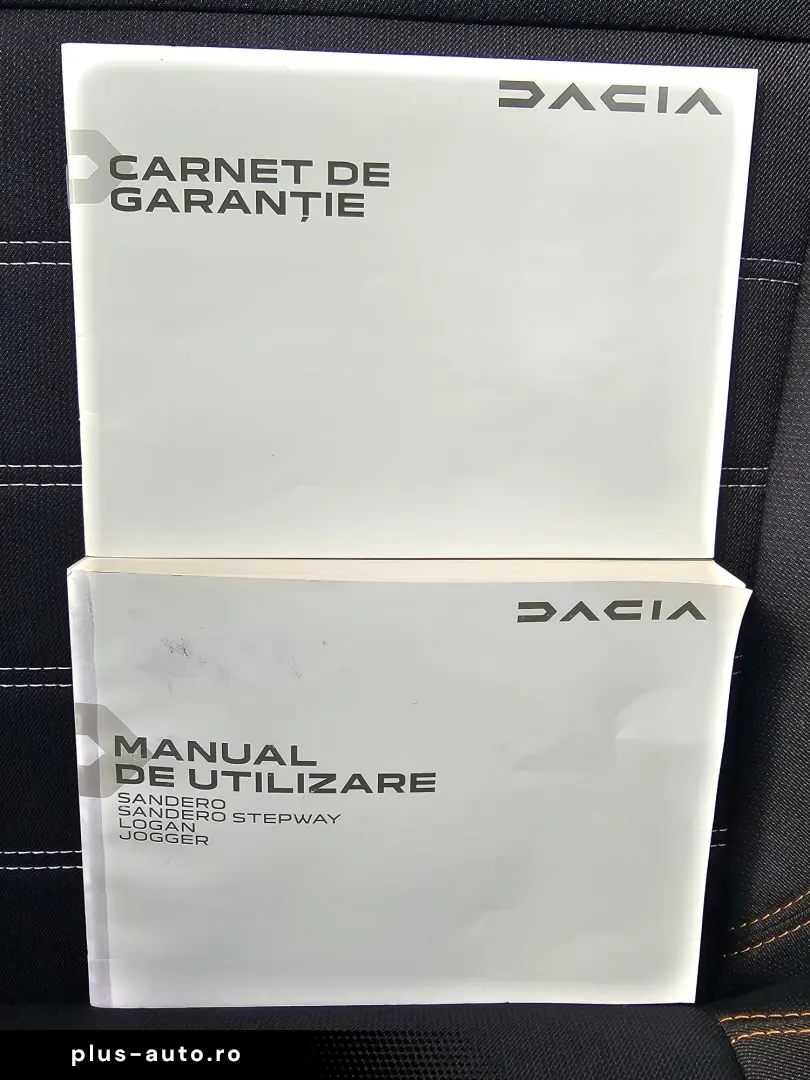 DACIA
CARNET DE
GARANȚIE
DACIA
MANUAL
DE UTILIZARE
SANDERO
SANDERO STEPWAY
LOGAN
JOGGER
plus-auto.ro